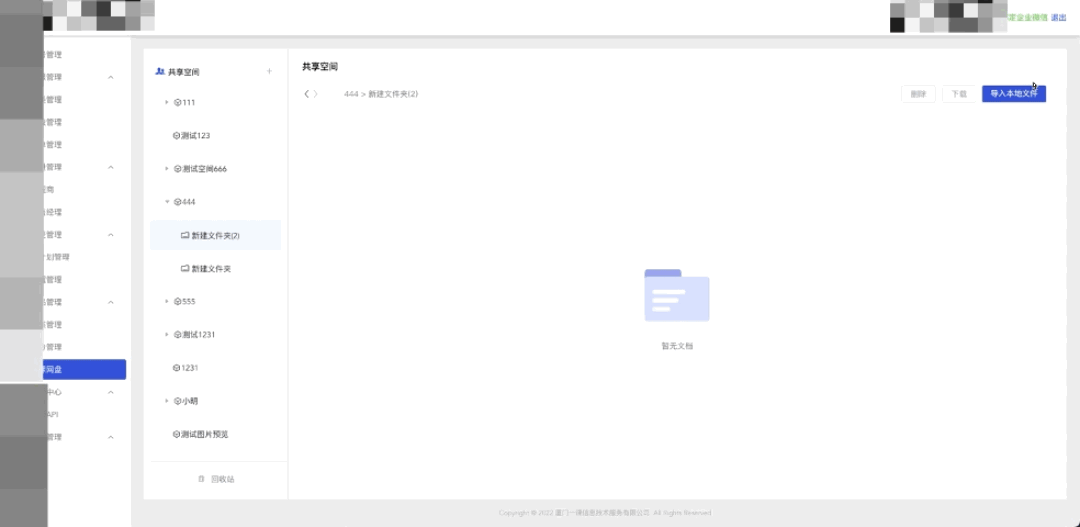 退出
管理
管理
管理
管理
管理
管理
商
经理
管理
计划管理
管理
管理
管理
管理
网盘
中心
API
管理
共享空间
+
111
测试123
测试空间666
444
新建文件夹(2)
新建文件夹
555
测试1231
1231
小明
测试图片预览
回收站
共享空间
444 > 新建文件夹(2)
删除
下载
导入本地文件
暂无文档
Copyright © 2022 厦门一课信息技术服务有限公司. All Rights Reserved